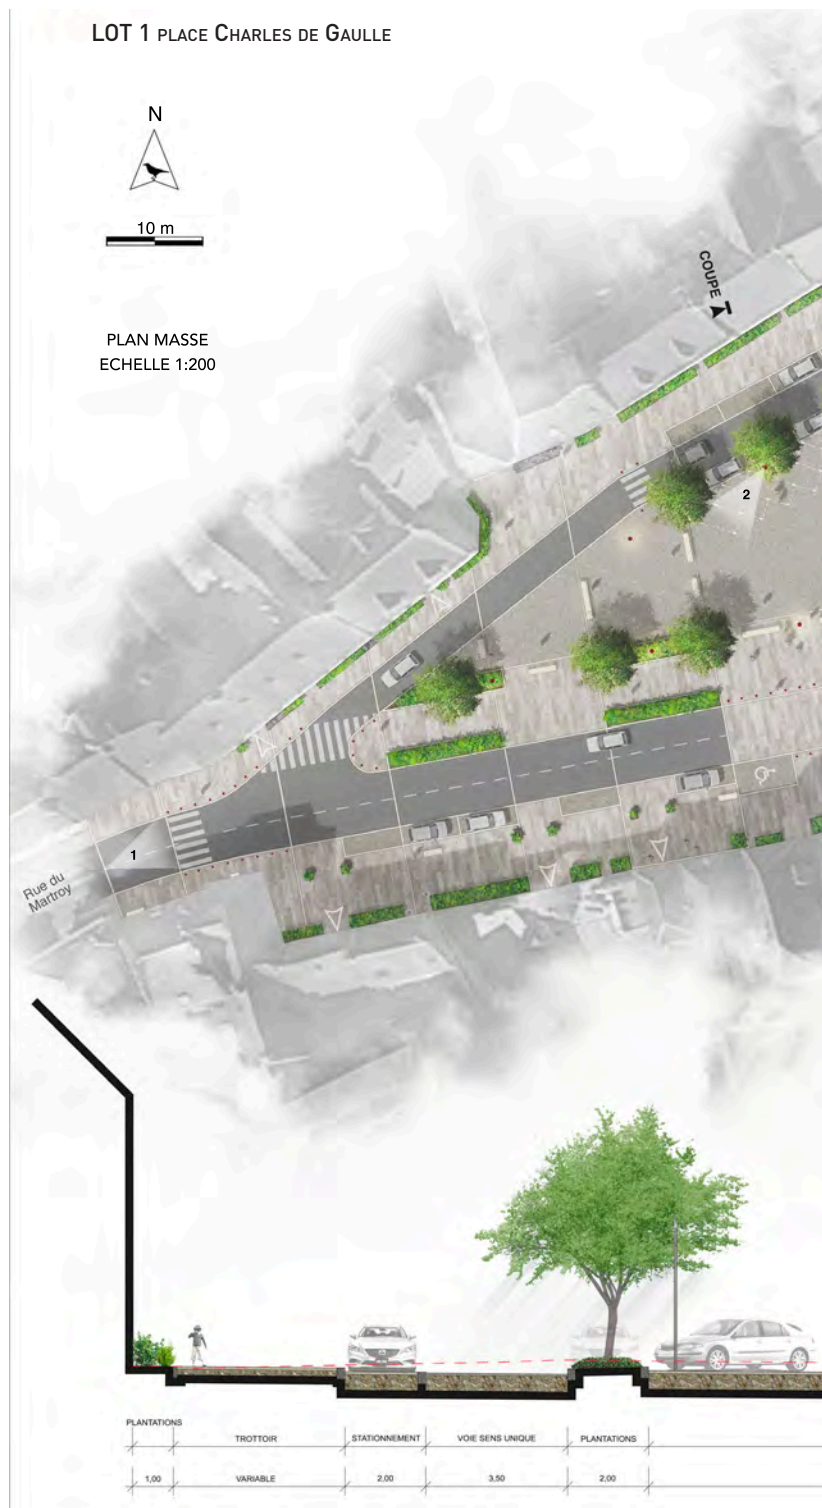 LOT 1 PLACE CHARLES DE GAULLE
N
10 m
PLAN MASSE
ECHELLE 1:200
COUPE
2
1
Rue du
Martroy
PLANTATIONS
TROTTOIR
STATIONNEMENT
VOIE SENS UNIQUE
PLANTATIONS
1,00
VARIABLE
2,00
3,50
2,00